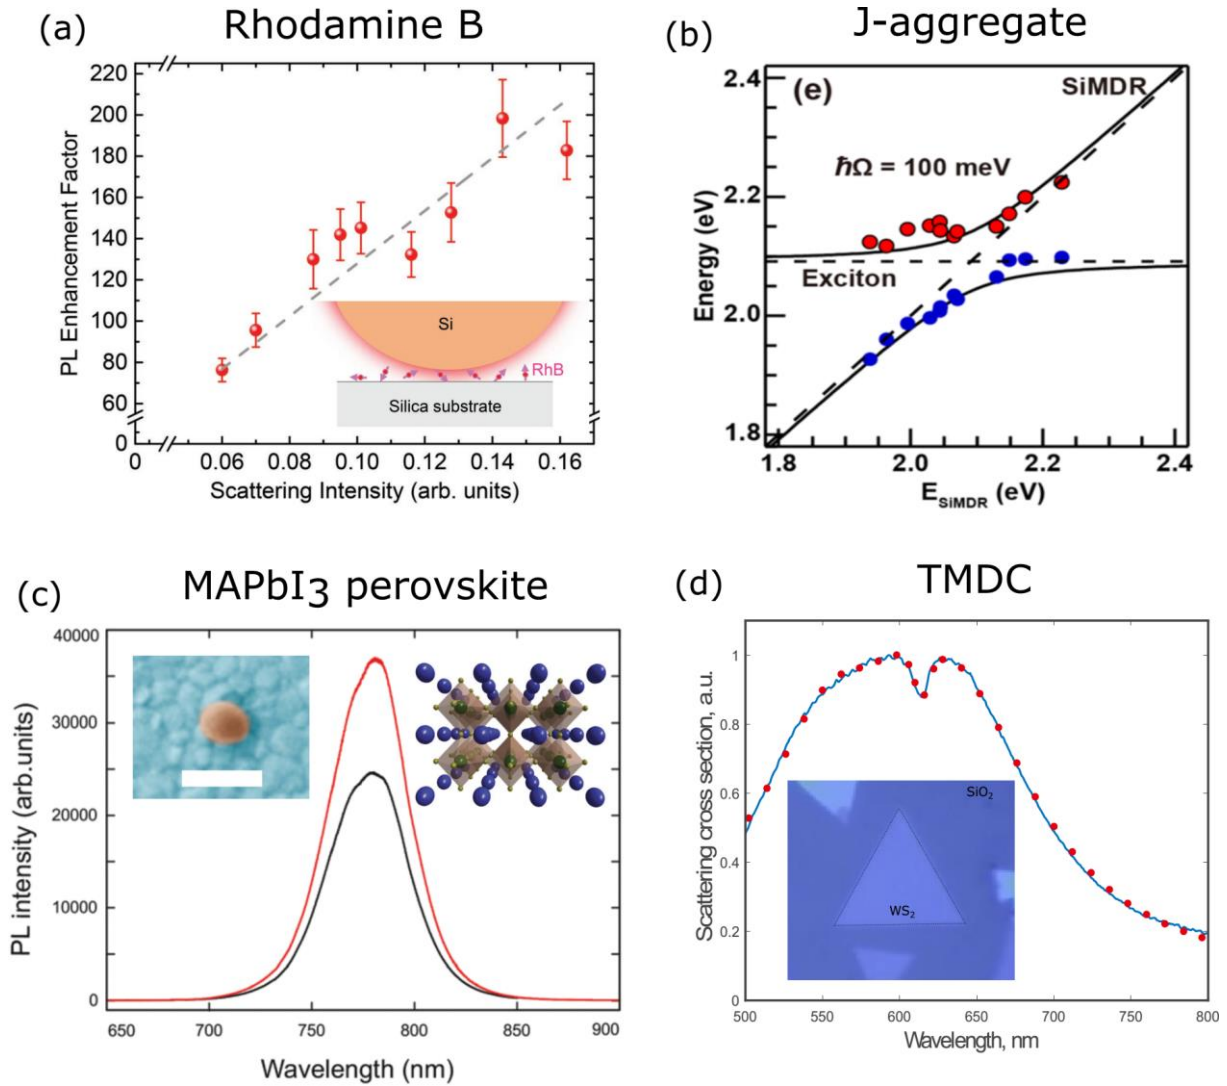 (a)
Rhodamine B
PL Enhancement Factor
220
200
180
160
140
120
100
80
60
0
Si
RhB
Silica substrate
0 0.06 0.08 0.10 0.12 0.14 0.16
Scattering Intensity (arb. units)
(b)
J-aggregate
(e)
SiMDR
ℏΩ = 100 meV
Exciton
Energy (eV)
2.4
2.2
2.0
1.8
1.8 2.0 2.2 2.4
E_SiMDR (eV)
(c)
MAPbI₃ perovskite
PL intensity (arb.units)
40000
30000
20000
10000
0
650 700 750 800 850 900
Wavelength (nm)
(d)
TMDC
Scattering cross section, a.u.
1
0.8
0.6
0.4
0.2
0
SiO₂
WS₂
500 550 600 650 700 750 800
Wavelength, nm